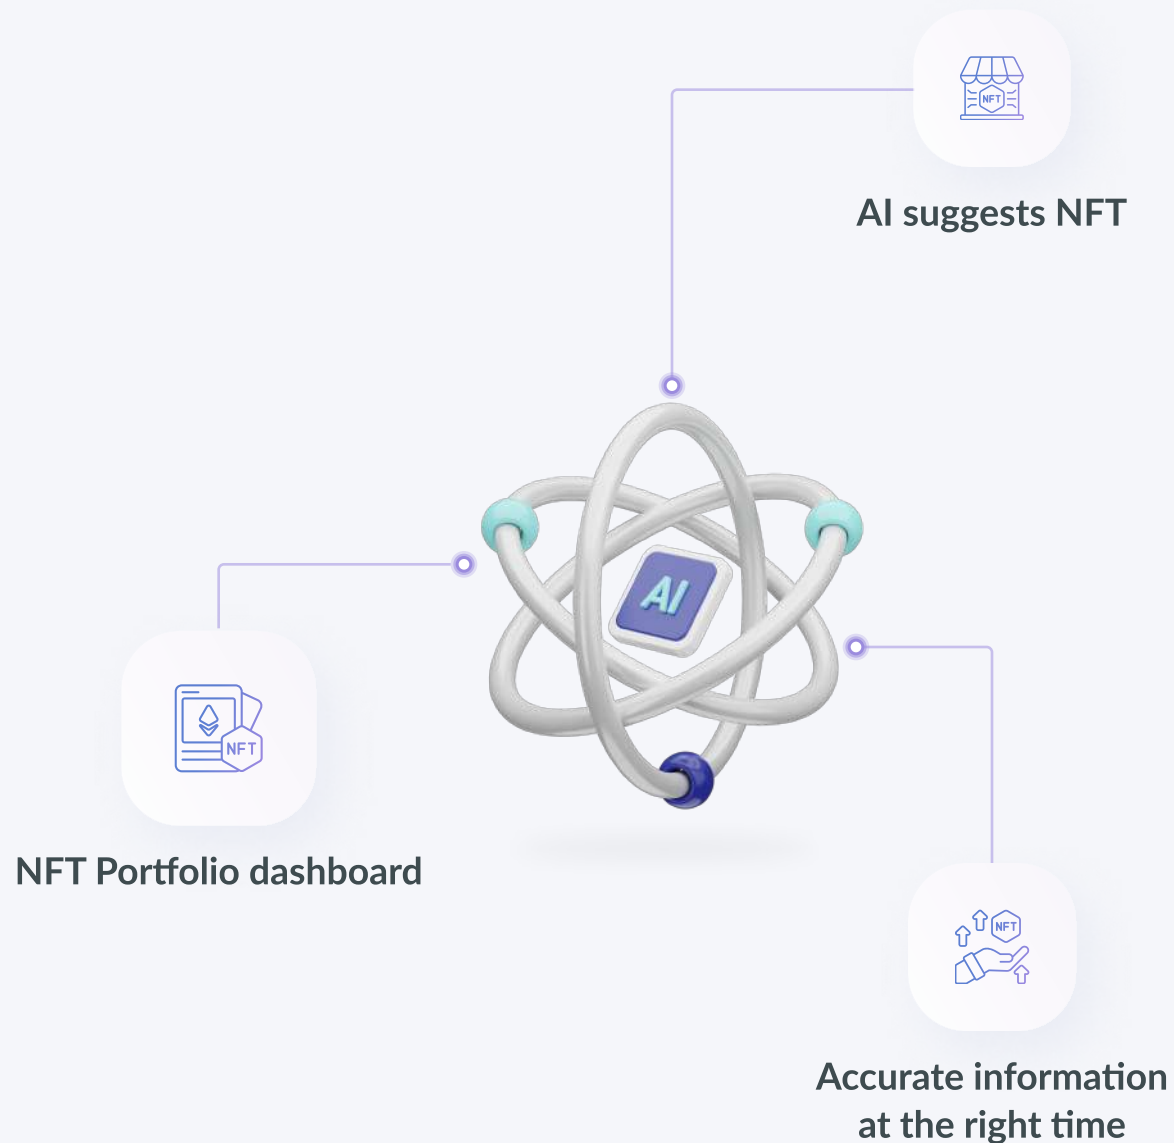 NFT
AI suggests NFT
AI
NFT
NFT Portfolio dashboard
NFT
Accurate information
at the right time